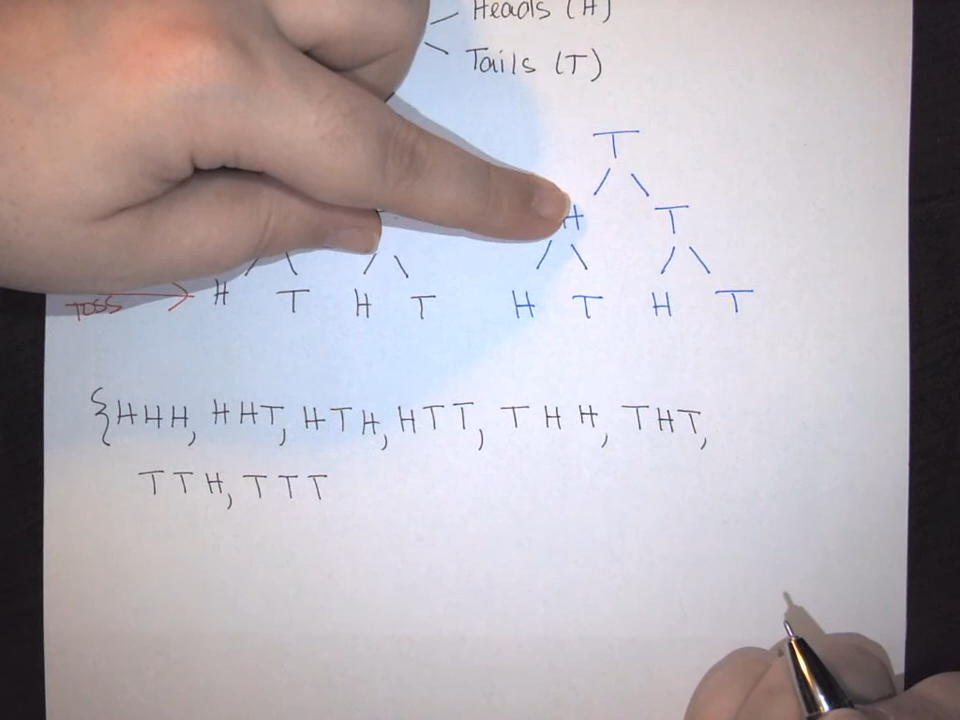 Heads (H)
Tails (T)
T
H T
TOSS H T H T H T H T
{HHH, HHT, HTH, HTT, THH, THT,
TTH, TTT